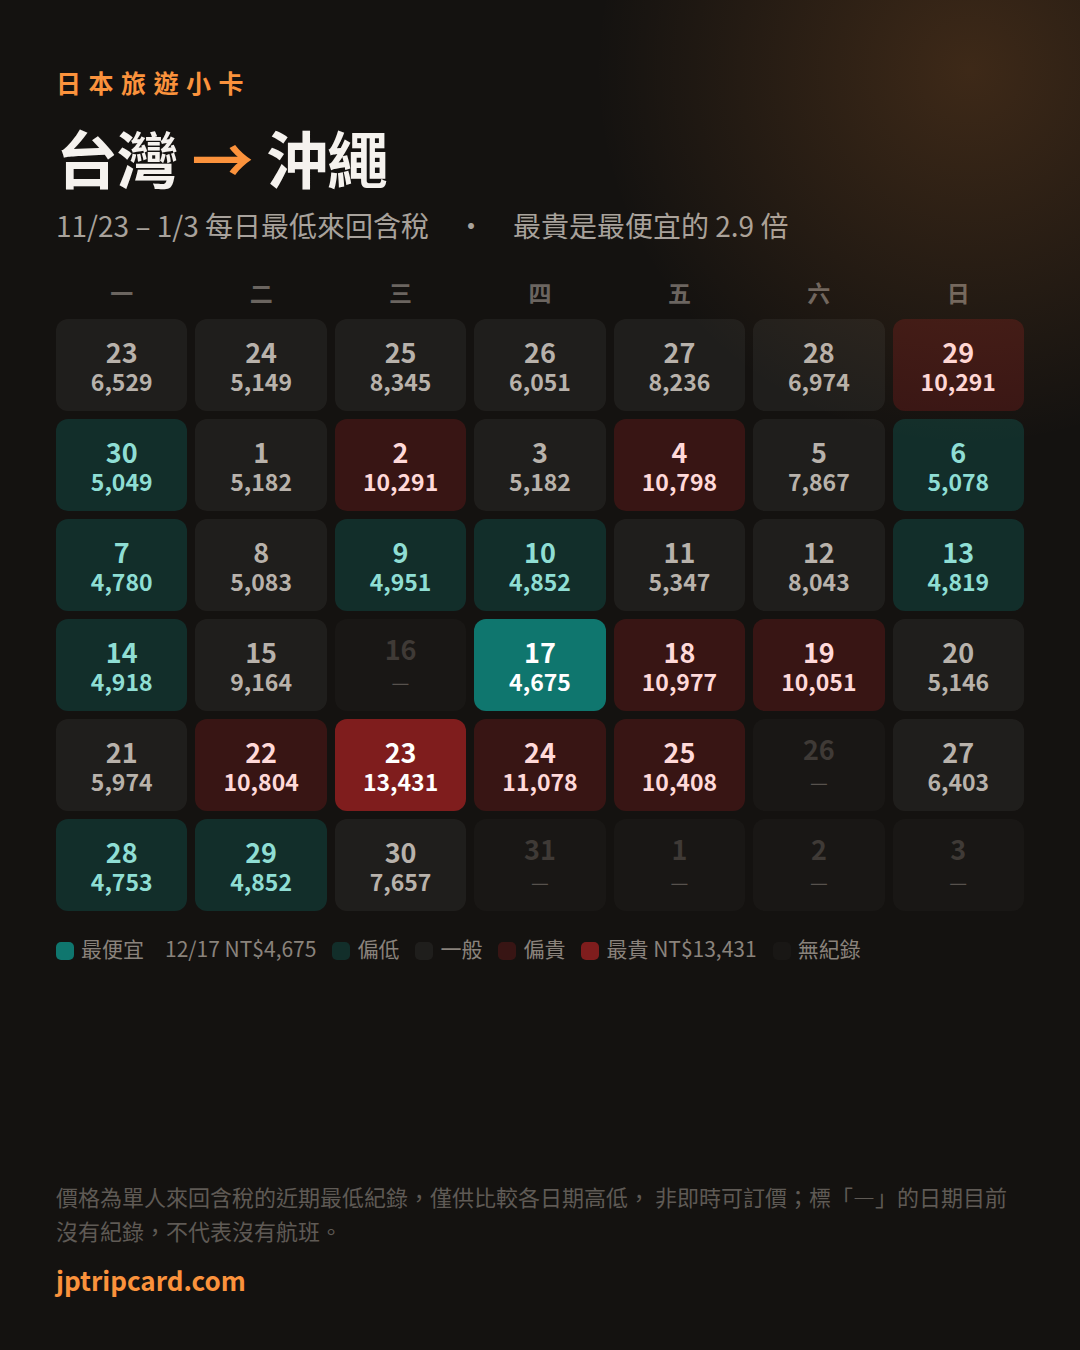 日本旅遊小卡
台灣 → 沖繩
11/23 – 1/3 每日最低來回含稅 · 最貴是最便宜的 2.9 倍
一 二 三 四 五 六 日
23 24 25 26 27 28 29
6,529 5,149 8,345 6,051 8,236 6,974 10,291
30 1 2 3 4 5 6
5,049 5,182 10,291 5,182 10,798 7,867 5,078
7 8 9 10 11 12 13
4,780 5,083 4,951 4,852 5,347 8,043 4,819
14 15 16 17 18 19 20
4,918 9,164 — 4,675 10,977 10,051 5,146
21 22 23 24 25 26 27
5,974 10,804 13,431 11,078 10,408 — 6,403
28 29 30 31 1 2 3
4,753 4,852 7,657 — — — —
最便宜 12/17 NT$4,675 偏低 一般 偏貴 最貴 NT$13,431 無紀錄
價格為單人來回含稅的近期最低紀錄，僅供比較各日期高低， 非即時可訂價；標「—」的日期目前
沒有紀錄，不代表沒有航班。
jptripcard.com